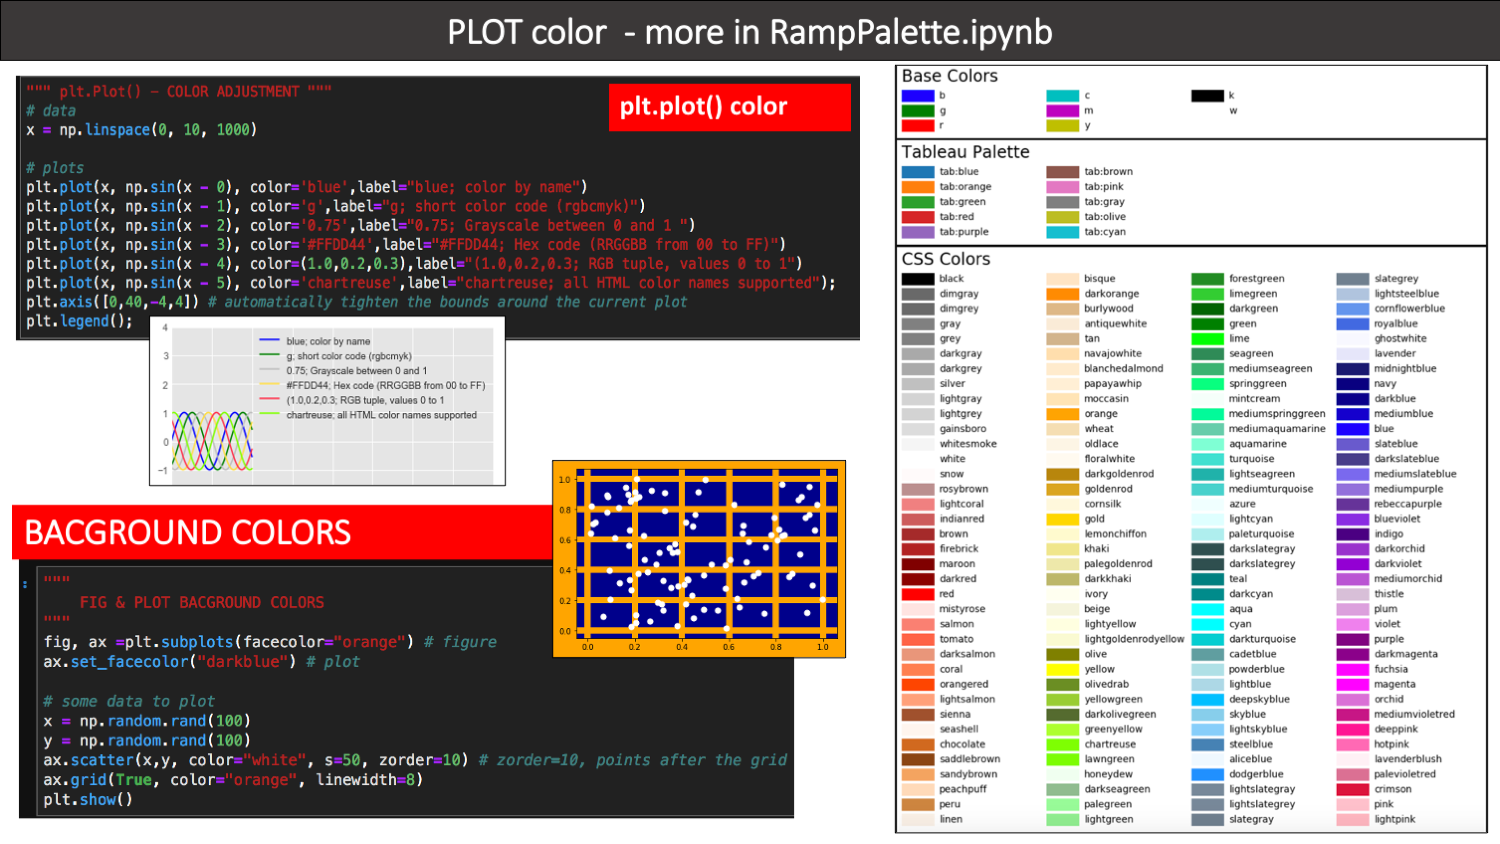 PLOT color  - more in RampPalette.ipynb
""" plt.Plot() - COLOR ADJUSTMENT """
# data
x = np.linspace(0, 10, 1000)
# plots
plt.plot(x, np.sin(x - 0), color='blue',label="blue; color by name")
plt.plot(x, np.sin(x - 1), color='g',label="g; short color code (rgbcmyk)")
plt.plot(x, np.sin(x - 2), color='0.75',label="0.75; Grayscale between 0 and 1 ")
plt.plot(x, np.sin(x - 3), color='#FFDD44',label="#FFDD44; Hex code (RRGGBB from 00 to FF)")
plt.plot(x, np.sin(x - 4), color=(1.0,0.2,0.3),label="(1.0,0.2,0.3; RGB tuple, values 0 to 1")
plt.plot(x, np.sin(x - 5), color='chartreuse',label="chartreuse; all HTML color names supported");
plt.axis([0,40,-4,4]) # automatically tighten the bounds around the current plot
plt.legend();
plt.plot() color
4
3
2
1
0
−1
blue; color by name
g; short color code (rgbcmyk)
0.75; Grayscale between 0 and 1
#FFDD44; Hex code (RRGGBB from 00 to FF)
(1.0,0.2,0.3; RGB tuple, values 0 to 1
chartreuse; all HTML color names supported
BACGROUND COLORS
:
"""
FIG & PLOT BACGROUND COLORS
"""
fig, ax =plt.subplots(facecolor="orange") # figure
ax.set_facecolor("darkblue") # plot
# some data to plot
x = np.random.rand(100)
y = np.random.rand(100)
ax.scatter(x,y, color="white", s=50, zorder=10) # zorder=10, points after the grid
ax.grid(True, color="orange", linewidth=8)
plt.show()
1.0
0.8
0.6
0.4
0.2
0.0
0.0 0.2 0.4 0.6 0.8 1.0
Base Colors
b c k
g m w
r y
Tableau Palette
tab:blue tab:brown
tab:orange tab:pink
tab:green tab:gray
tab:red tab:olive
tab:purple tab:cyan
CSS Colors
black bisque forestgreen slategrey
dimgray darkorange limegreen lightsteelblue
dimgrey burlywood darkgreen cornflowerblue
gray antiquewhite green royalblue
grey tan lime ghostwhite
darkgray navajowhite seagreen lavender
darkgrey blanchedalmond mediumseagreen midnightblue
silver papayawhip springgreen navy
lightgray moccasin mintcream darkblue
lightgrey orange mediumspringgreen mediumblue
gainsboro wheat mediumaquamarine blue
whitesmoke oldlace aquamarine slateblue
white floralwhite turquoise darkslateblue
snow darkgoldenrod lightseagreen mediumslateblue
rosybrown goldenrod mediumturquoise mediumpurple
lightcoral cornsilk azure rebeccapurple
indianred gold lightcyan blueviolet
brown lemonchiffon paleturquoise indigo
firebrick khaki darkslategray darkorchid
maroon palegoldenrod darkslategrey darkviolet
darkred darkkhaki teal mediumorchid
red ivory darkcyan thistle
mistyrose beige aqua plum
salmon lightyellow cyan violet
tomato lightgoldenrodyellow darkturquoise purple
darksalmon olive cadetblue darkmagenta
coral yellow powderblue fuchsia
orangered olivedrab lightblue magenta
lightsalmon yellowgreen deepskyblue orchid
sienna darkolivegreen skyblue mediumvioletred
seashell greenyellow lightskyblue deeppink
chocolate chartreuse steelblue hotpink
saddlebrown lawngreen aliceblue lavenderblush
sandybrown honeydew dodgerblue palevioletred
peachpuff darkseagreen lightslategray crimson
peru palegreen lightslategrey pink
linen lightgreen slategray lightpink